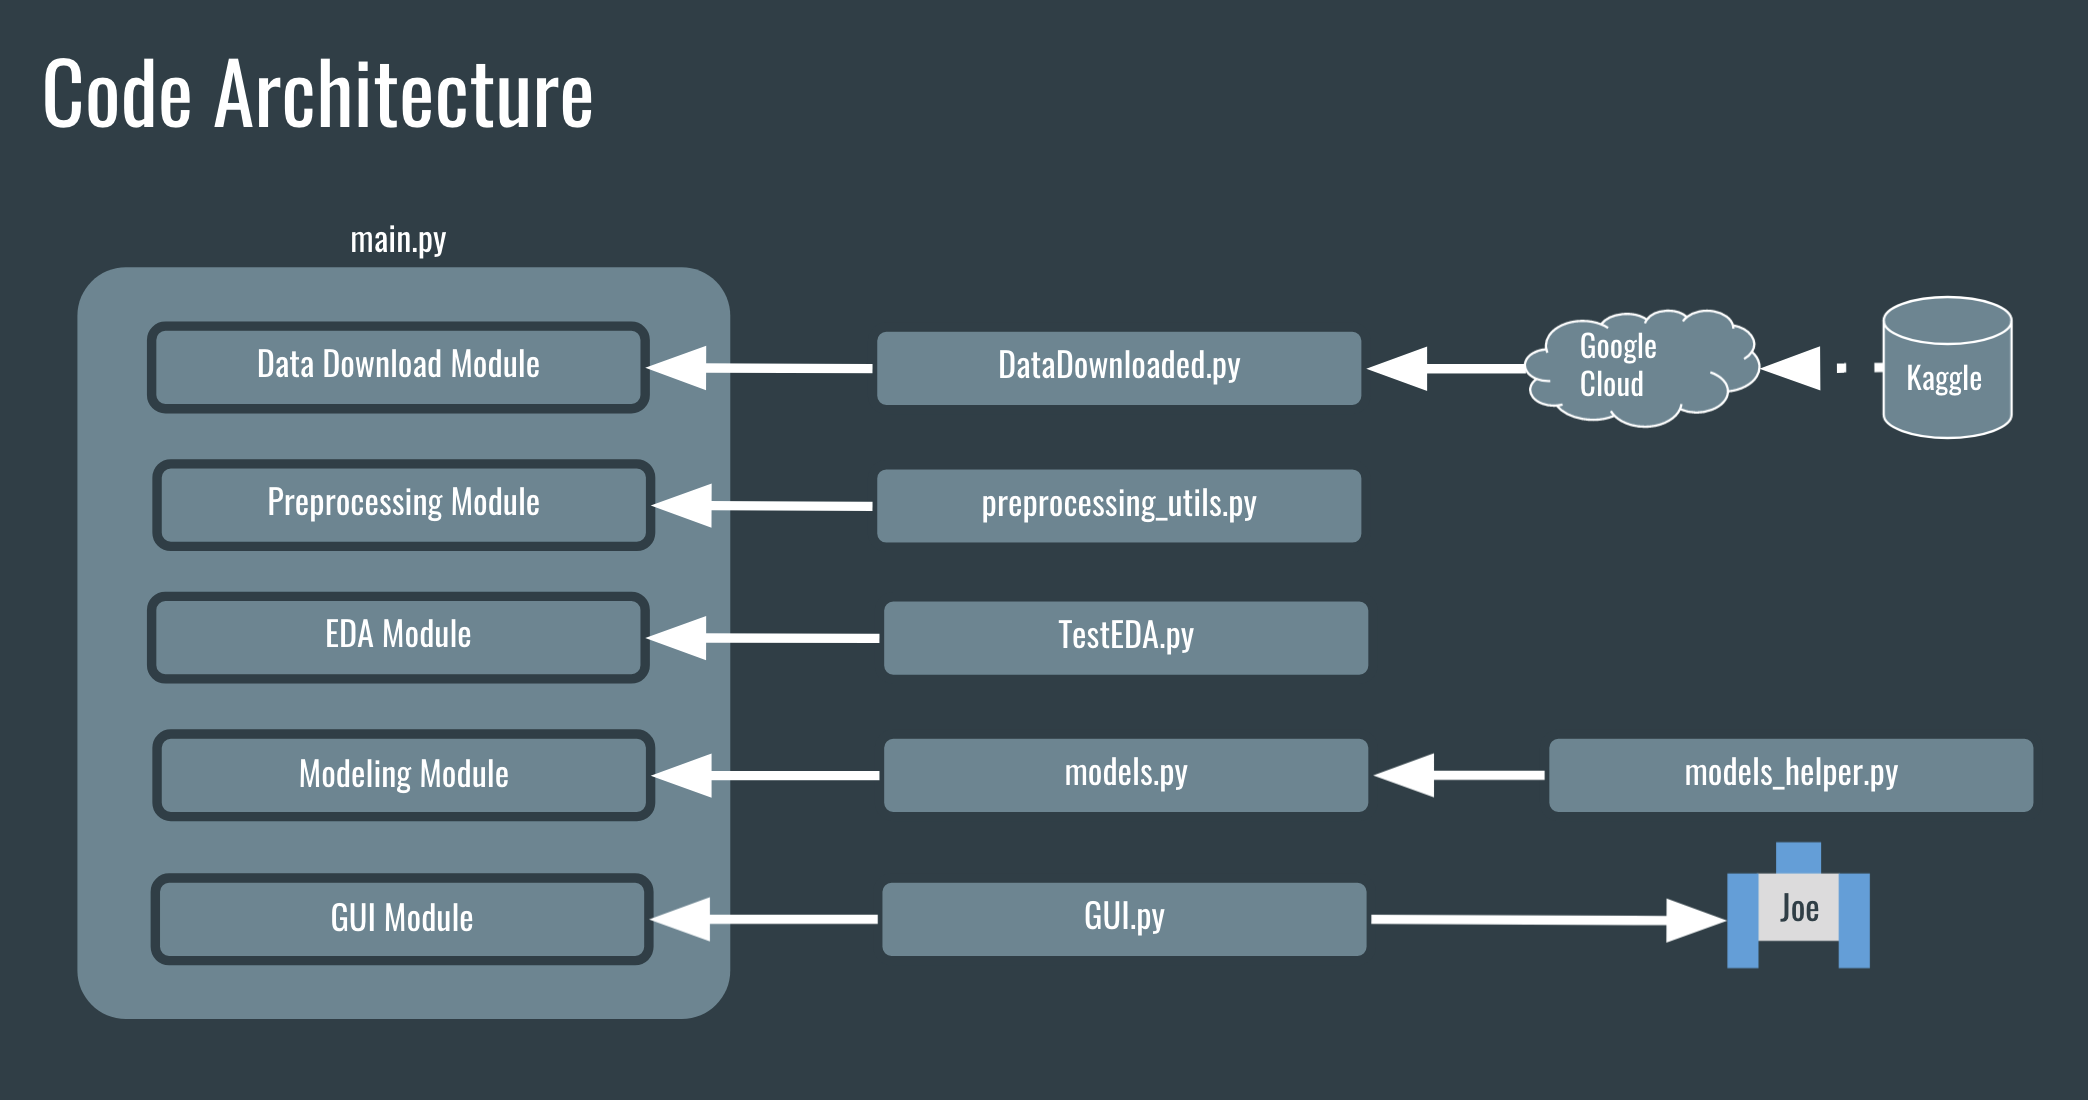 Code Architecture
main.py
Data Download Module
DataDownloaded.py
Google
Cloud
Kaggle
Preprocessing Module
preprocessing_utils.py
EDA Module
TestEDA.py
Modeling Module
models.py
models_helper.py
GUI Module
GUI.py
Joe